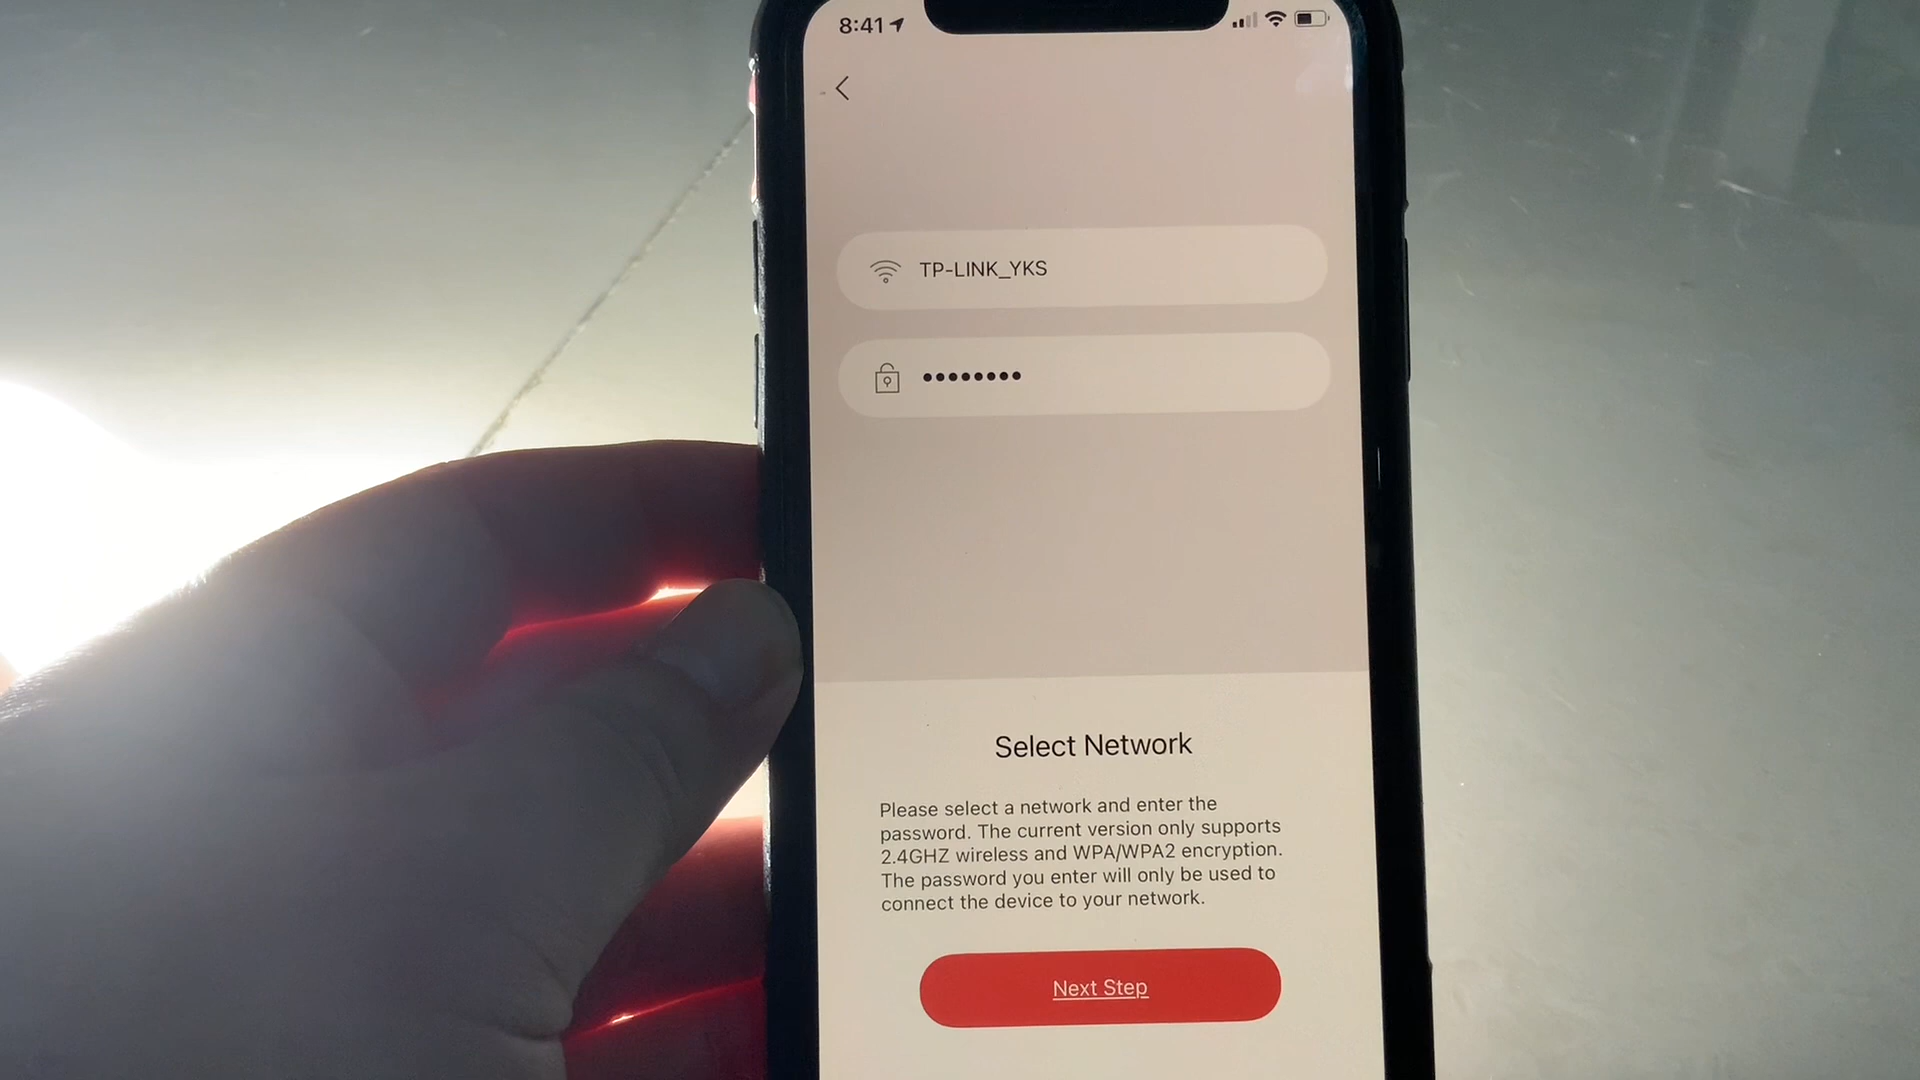 8:41
TP-LINK_YKS
••••••••
Select Network
Please select a network and enter the
password. The current version only supports
2.4GHZ wireless and WPA/WPA2 encryption.
The password you enter will only be used to
connect the device to your network.
Next Step